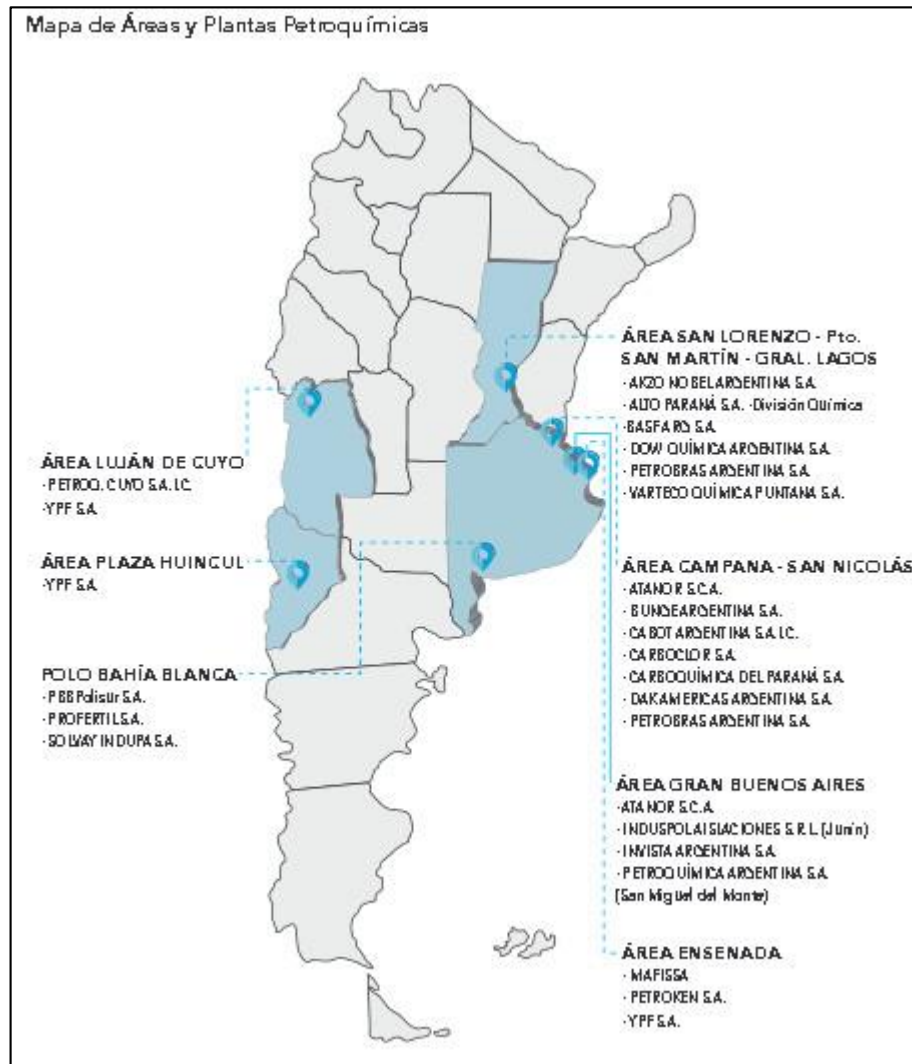 Mapa de Áreas y Plantas Petroquímicas
ÁREA SAN LORENZO - Pto.
SAN MARTÍN - GRAL. LAGOS
· AKZO NOBEL ARGENTINA S.A.
· ALTO PARANÁ S.A. -División Química
· BASF ARG S.A.
· DOW QUÍMICA ARGENTINA S.A.
· PETROBRAS ARGENTINA S.A.
· VARTECO QUÍMICA PUNTANA S.A.
ÁREA LUJÁN DE CUYO
· PETROQ. CUYO S.A. I.C.
· YPF S.A.
ÁREA PLAZA HUINCUL
· YPF S.A.
POLO BAHÍA BLANCA
· PBB Polisur S.A.
· PROFERTIL S.A.
· SOLVAY INDUPA S.A.
ÁREA CAMPANA - SAN NICOLÁS
· ATANOR S.C.A.
· BUNGE ARGENTINA S.A.
· CABOT ARGENTINA S.A. I.C.
· CARBOCLOR S.A.
· CARBOQUÍMICA DEL PARANÁ S.A.
· DAK AMERICAS ARGENTINA S.A.
· PETROBRAS ARGENTINA S.A.
ÁREA GRAN BUENOS AIRES
· ATANOR S.C.A.
· INDUSPOL AISLACIONES S.R.L. (Junín)
· INVISTA ARGENTINA S.A.
· PETROQUÍMICA ARGENTINA S.A.
(San Miguel del Monte)
ÁREA ENSENADA
· MAFISSA
· PETROKEN S.A.
· YPF S.A.